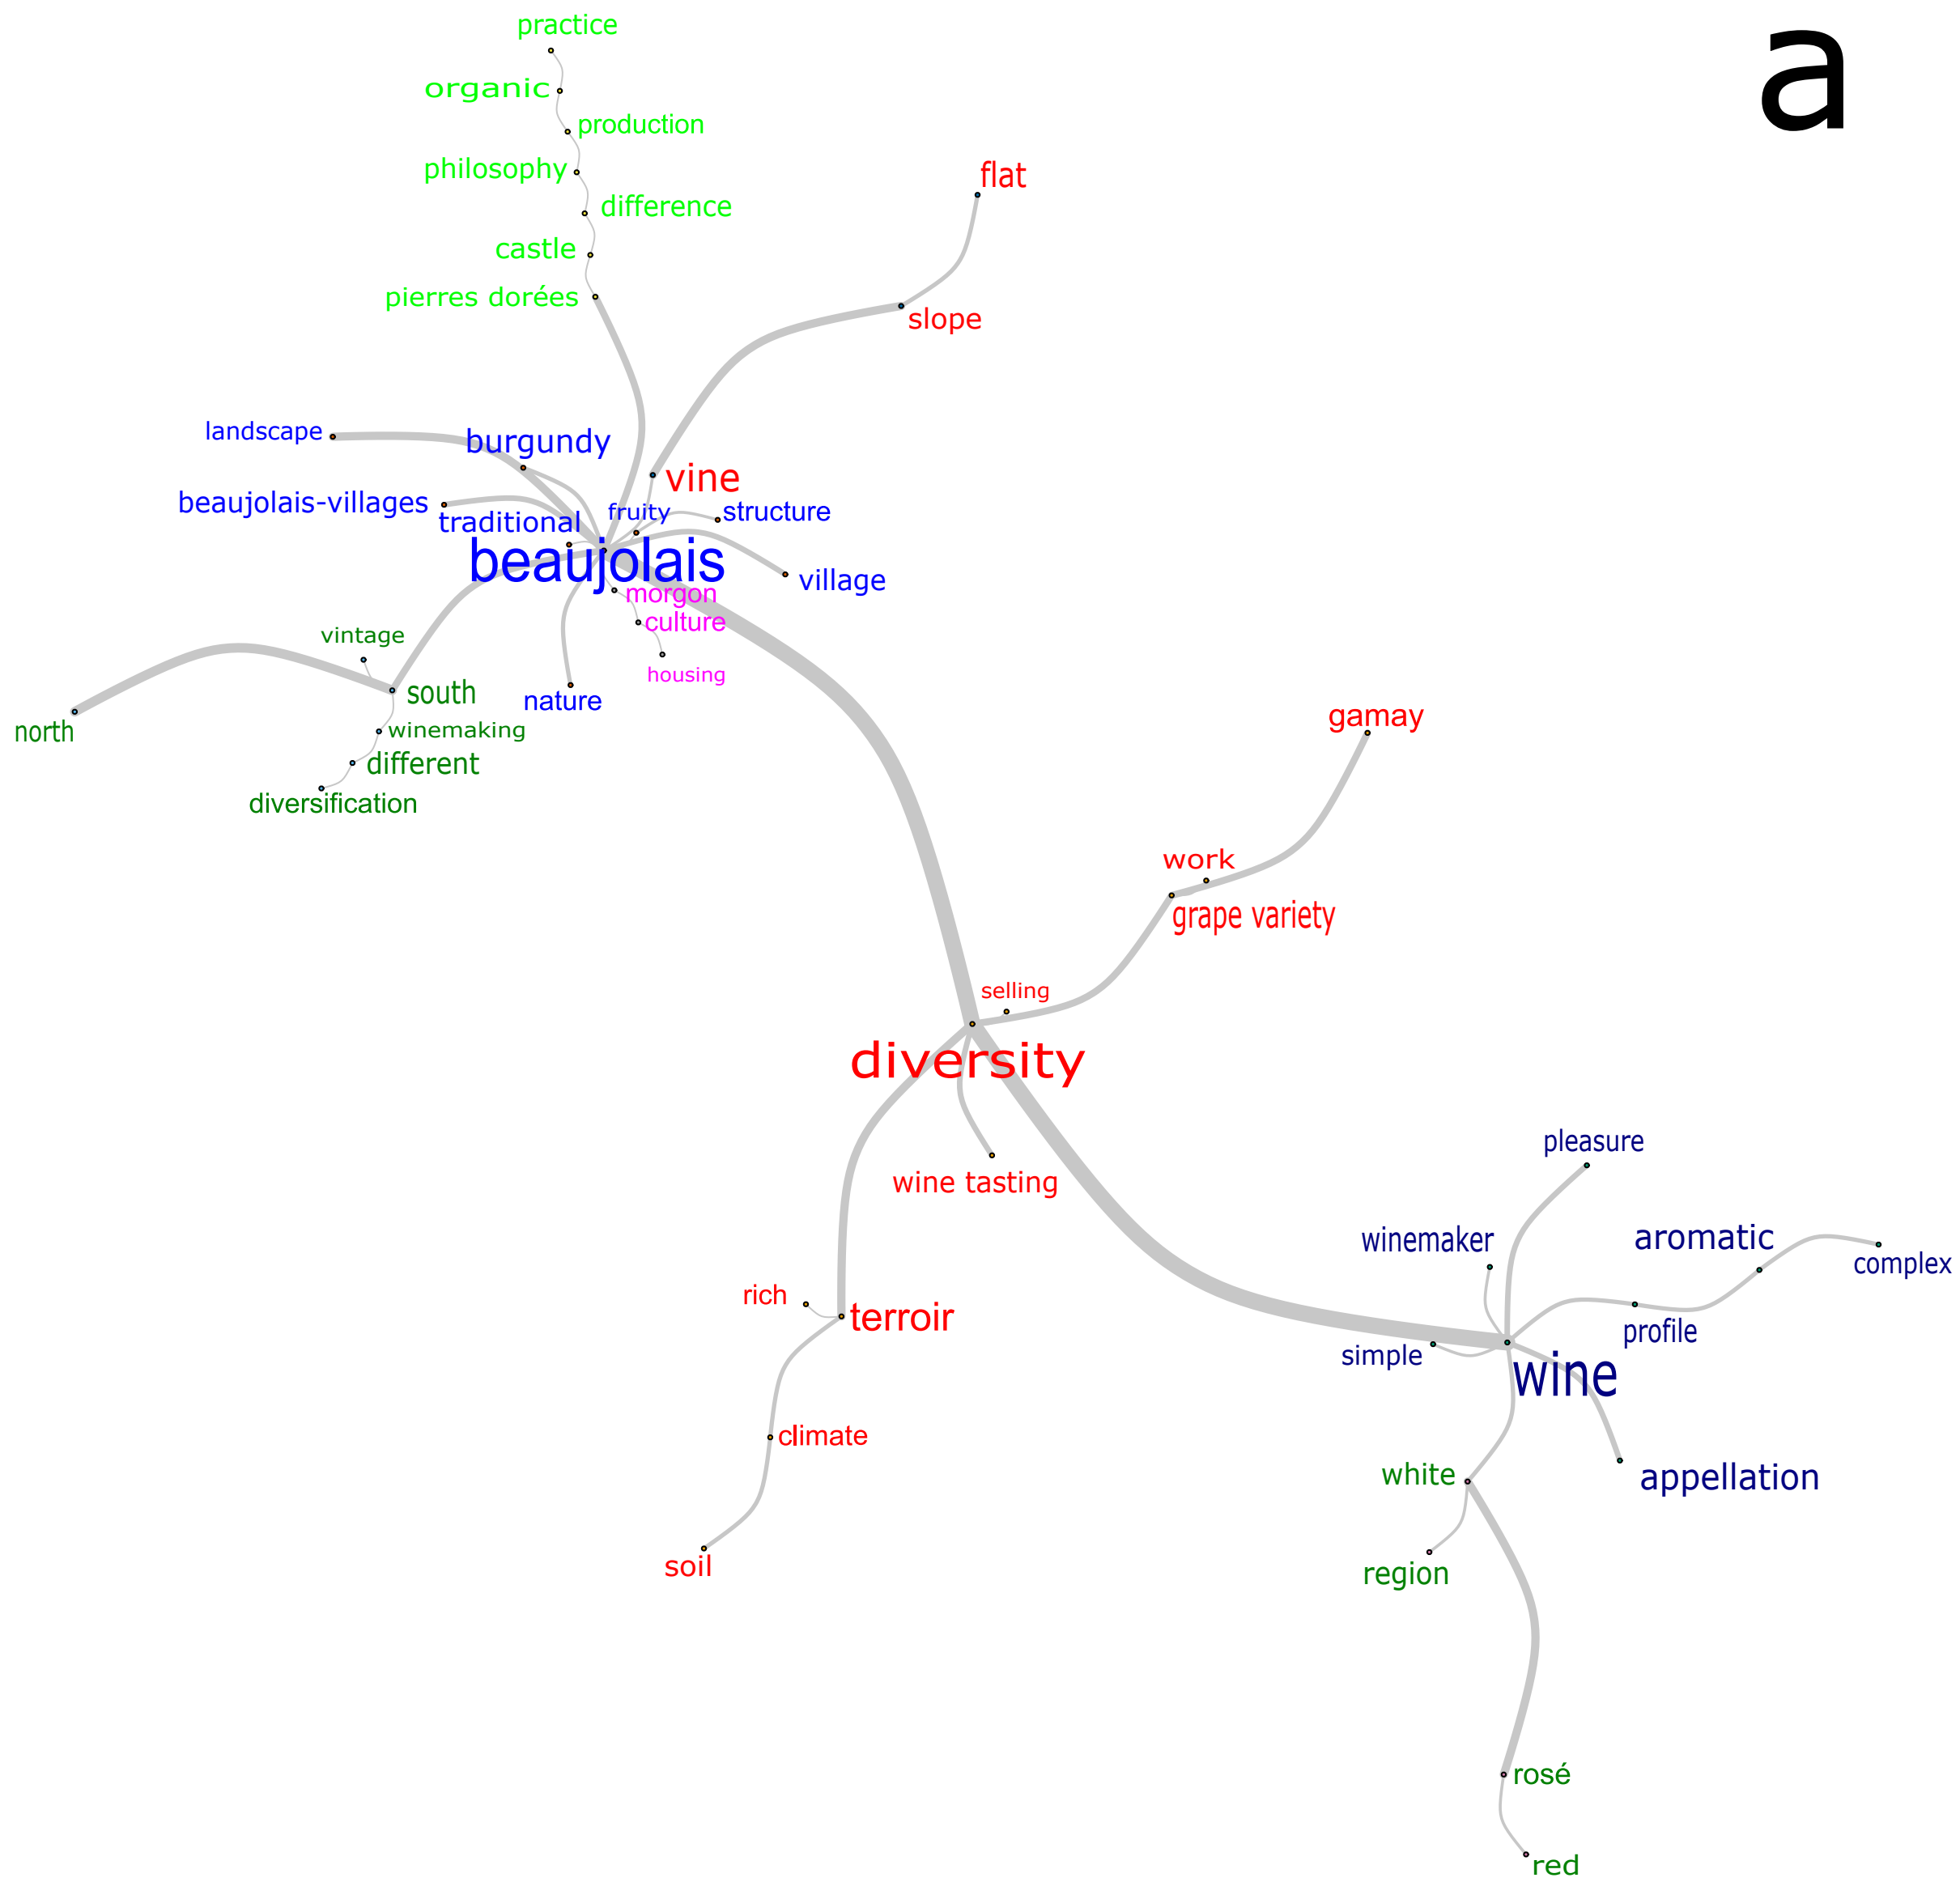 practice
a
organic
production
philosophy
flat
difference
castle
pierres dorées
slope
landscape
burgundy
vine
beaujolais-villages
fruity
structure
traditional
beaujolais
village
morgon
culture
vintage
housing
south
nature
north
winemaking
gamay
different
diversification
work
grape variety
selling
diversity
pleasure
wine tasting
winemaker
aromatic
complex
rich
terroir
profile
simple
wine
climate
white
appellation
soil
region
rosé
red